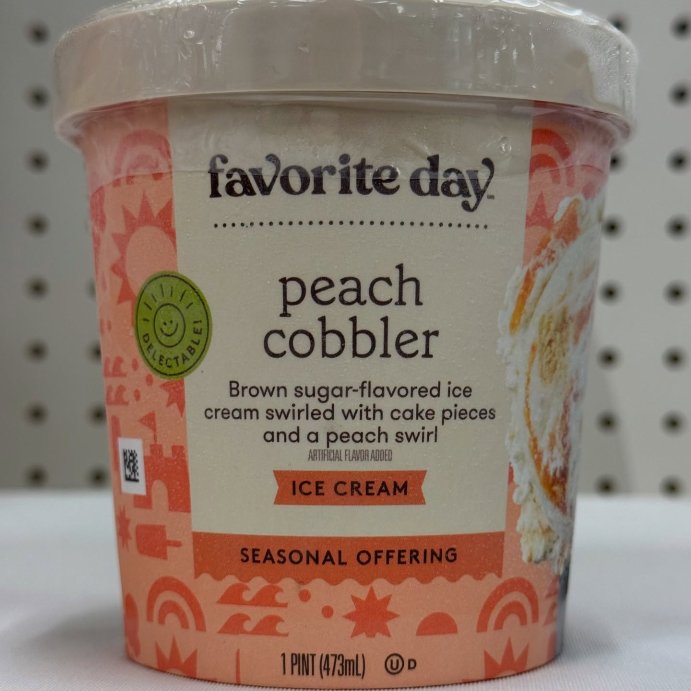 favorite day™
peach
cobbler
DELECTABLE!
Brown sugar-flavored ice
cream swirled with cake pieces
and a peach swirl
ARTIFICIAL FLAVOR ADDED
ICE CREAM
SEASONAL OFFERING
1 PINT (473mL) Ⓤ D